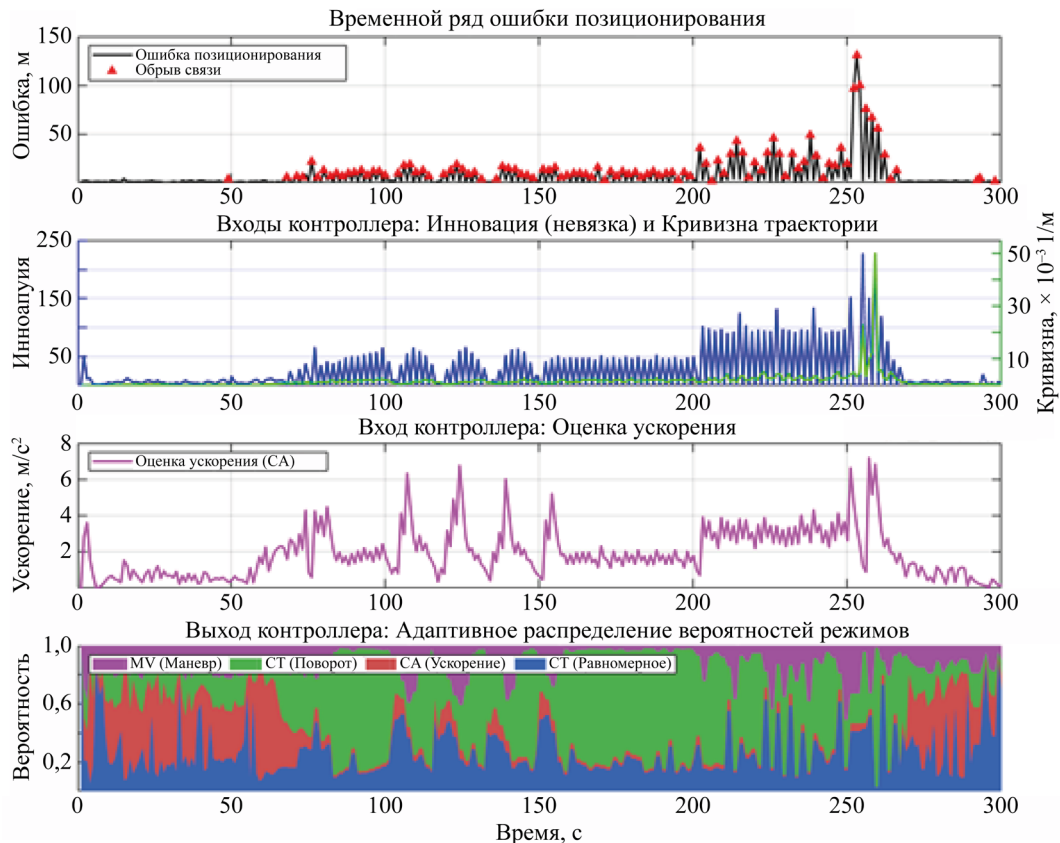 Временной ряд ошибки позиционирования
150
100
50
Ошибка, м
Ошибка позиционирования
Обрыв связи
0 50 100 150 200 250 300
Входы контроллера: Инновация (невязка) и Кривизна траектории
250
150
50
Инноапуия
50
30
10
Кривизна, × 10⁻³ 1/м
0 50 100 150 200 250 300
Вход контроллера: Оценка ускорения
8
6
4
2
Ускорение, м/с²
Оценка ускорения (CA)
0 50 100 150 200 250 300
Выход контроллера: Адаптивное распределение вероятностей режимов
1,0
0,6
0,2
Вероятность
MV (Маневр) CT (Поворот) CA (Ускорение) CT (Равномерное)
0 50 100 150 200 250 300
Время, с